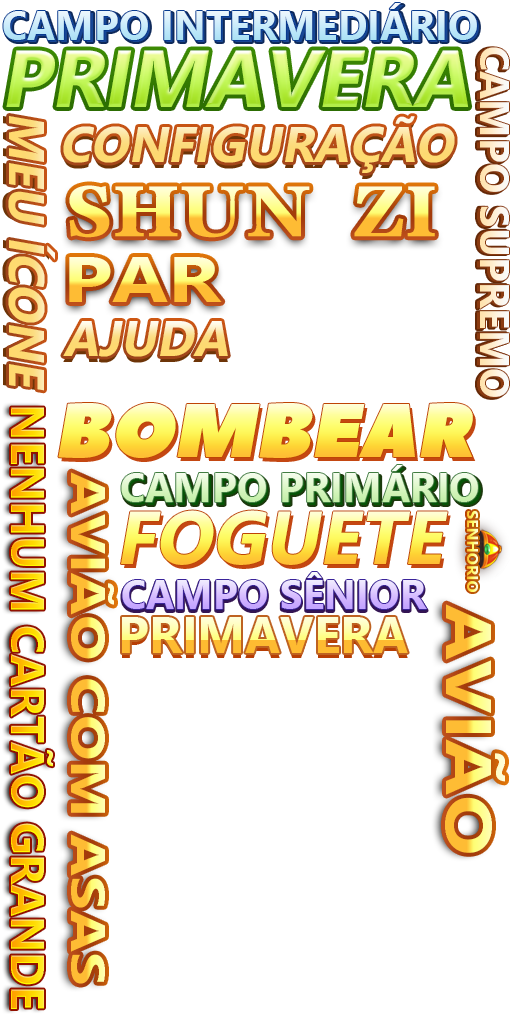 CAMPO INTERMEDIÁRIO
PRIMAVERA
CAMPO SUPREMO
MEU ÍCONE
CONFIGURAÇÃO
SHUN ZI
PAR
AJUDA
BOMBEAR
NENHUM CARTÃO GRANDE
AVIÃO COM ASAS
CAMPO PRIMÁRIO
FOGUETE
SENHORIO
CAMPO SÊNIOR
PRIMAVERA
AVIÃO